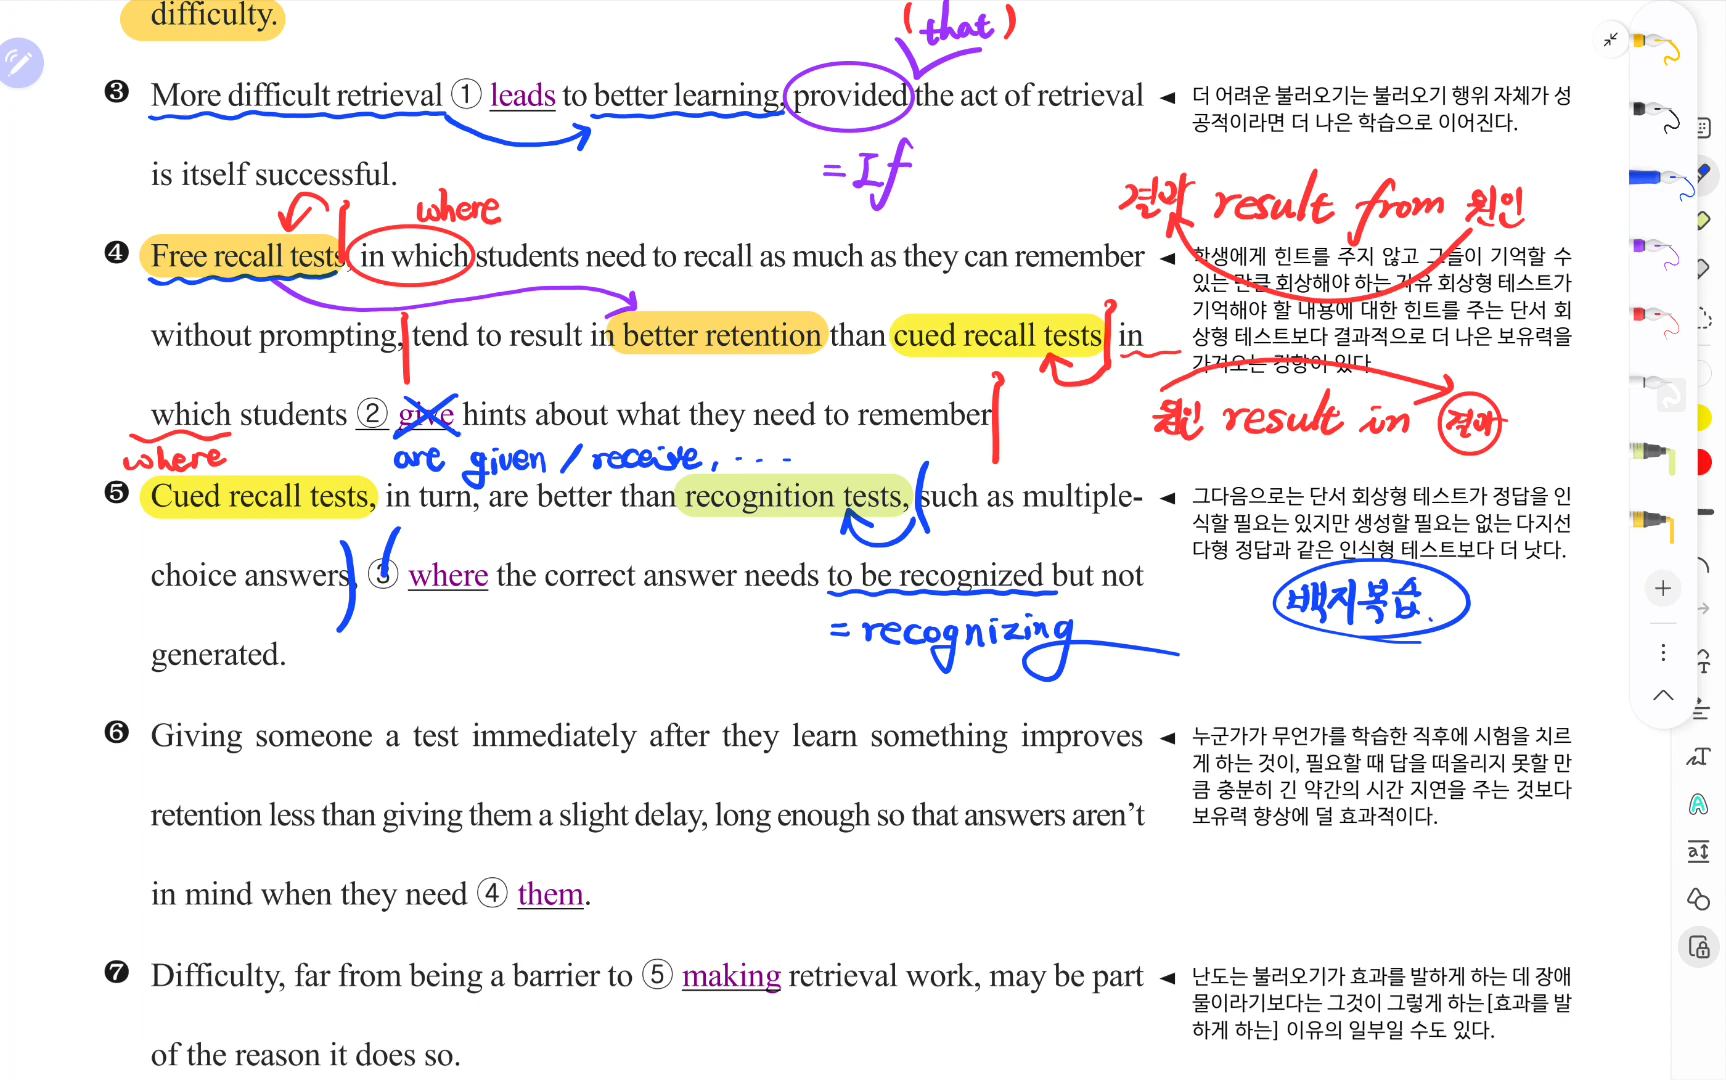 difficulty.
( that )
❸ More difficult retrieval ① leads to better learning, provided the act of retrieval
is itself successful.
= If
◄ 더 어려운 불러오기는 불러오기 행위 자체가 성
공적이라면 더 나은 학습으로 이어진다.
where
결과 result from 원인
❹ Free recall tests, in which students need to recall as much as they can remember
without prompting, tend to result in better retention than cued recall tests, in
which students ② give hints about what they need to remember
where
are given / receive, ....
◄ 학생에게 힌트를 주지 않고 그들이 기억할 수
있는 만큼 회상해야 하는 자유 회상형 테스트가
기억해야 할 내용에 대한 힌트를 주는 단서 회
상형 테스트보다 결과적으로 더 나은 보유력을
가져오는 경향이 있다.
원인 result in 결과
❺ Cued recall tests, in turn, are better than recognition tests, such as multiple-
choice answers, ③ where the correct answer needs to be recognized but not
= recognizing
generated.
◄ 그다음으로는 단서 회상형 테스트가 정답을 인
식할 필요는 있지만 생성할 필요는 없는 다지선
다형 정답과 같은 인식형 테스트보다 더 낫다.
백지복습.
❻ Giving someone a test immediately after they learn something improves
retention less than giving them a slight delay, long enough so that answers aren’t
in mind when they need ④ them.
◄ 누군가가 무언가를 학습한 직후에 시험을 치르
게 하는 것이, 필요할 때 답을 떠올리지 못할 만
큼 충분히 긴 약간의 시간 지연을 주는 것보다
보유력 향상에 덜 효과적이다.
❼ Difficulty, far from being a barrier to ⑤ making retrieval work, may be part
of the reason it does so.
◄ 난도는 불러오기가 효과를 발하게 하는 데 장애
물이라기보다는 그것이 그렇게 하는[효과를 발
하게 하는] 이유의 일부일 수도 있다.